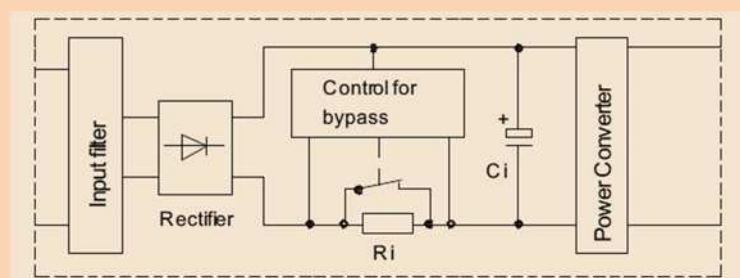 Input filter
Rectifier
Control for
bypass
Ri
+
Ci
Power Converter